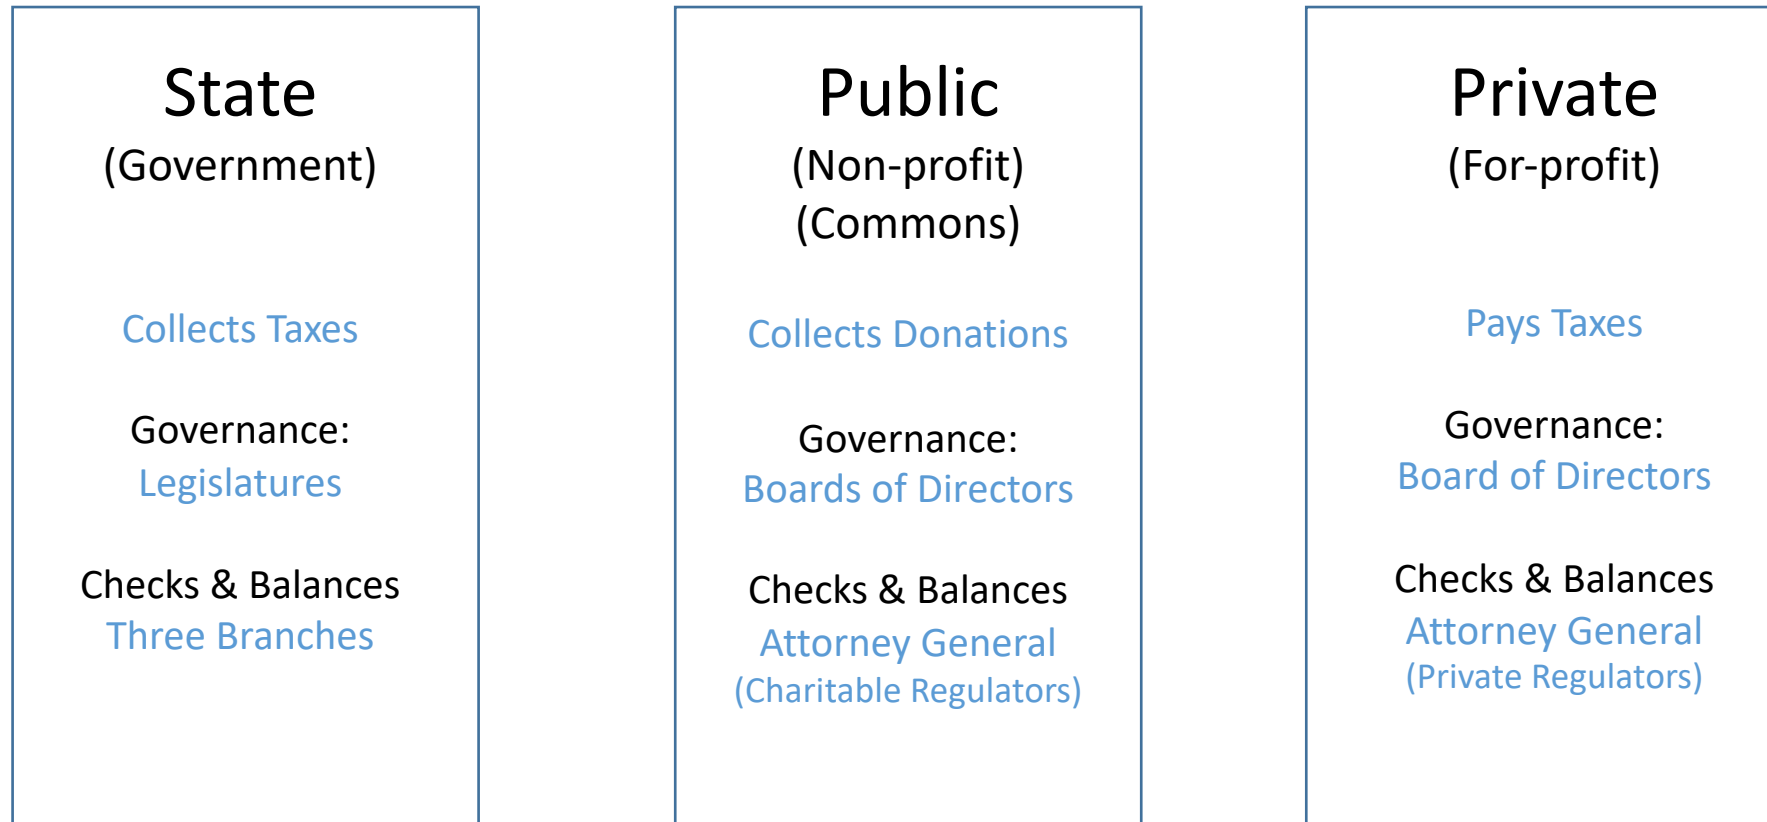 State
(Government)
Collects Taxes
Governance:
Legislatures
Checks & Balances
Three Branches
Public
(Non-profit)
(Commons)
Collects Donations
Governance:
Boards of Directors
Checks & Balances
Attorney General
(Charitable Regulators)
Private
(For-profit)
Pays Taxes
Governance:
Board of Directors
Checks & Balances
Attorney General
(Private Regulators)